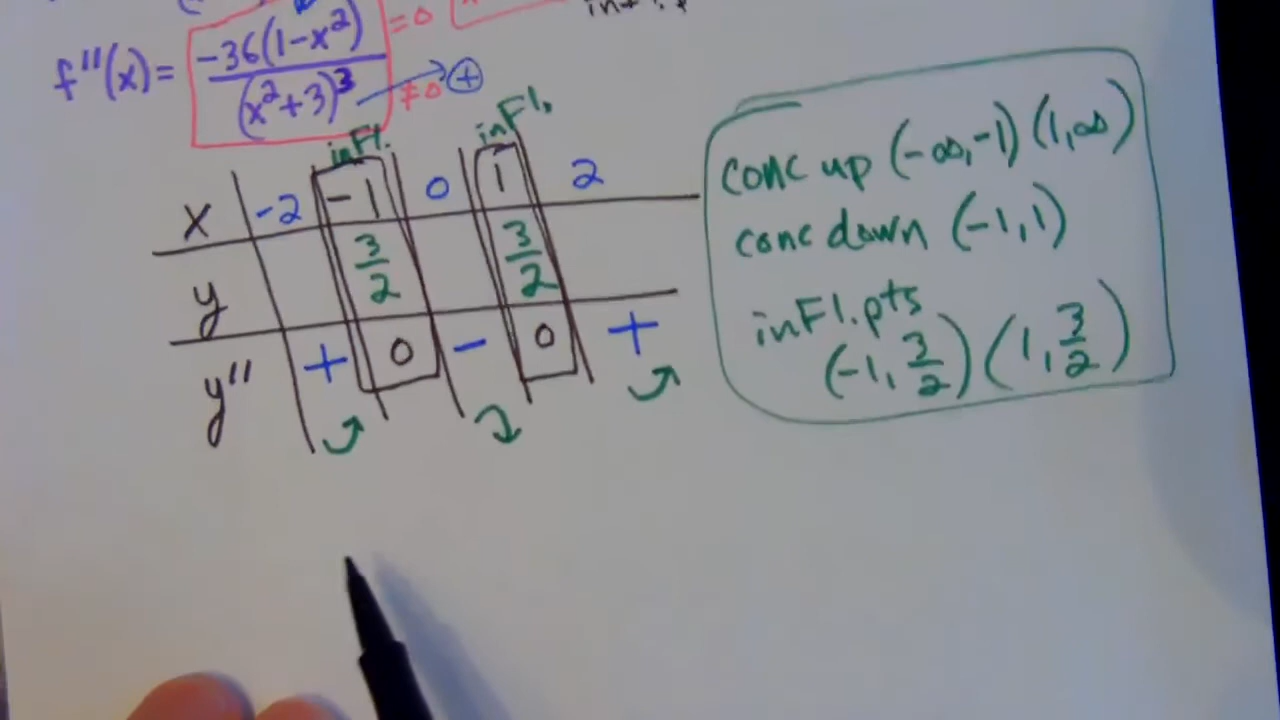 f''(x) = -36(1-x²) / (x²+3)³ = 0
≠0 → +
infl. infl.
x -2 -1 0 1 2
y 3/2 3/2
y'' + 0 - 0 +
conc up (-∞,-1) (1,∞)
conc down (-1,1)
infl. pts
(-1, 3/2) (1, 3/2)